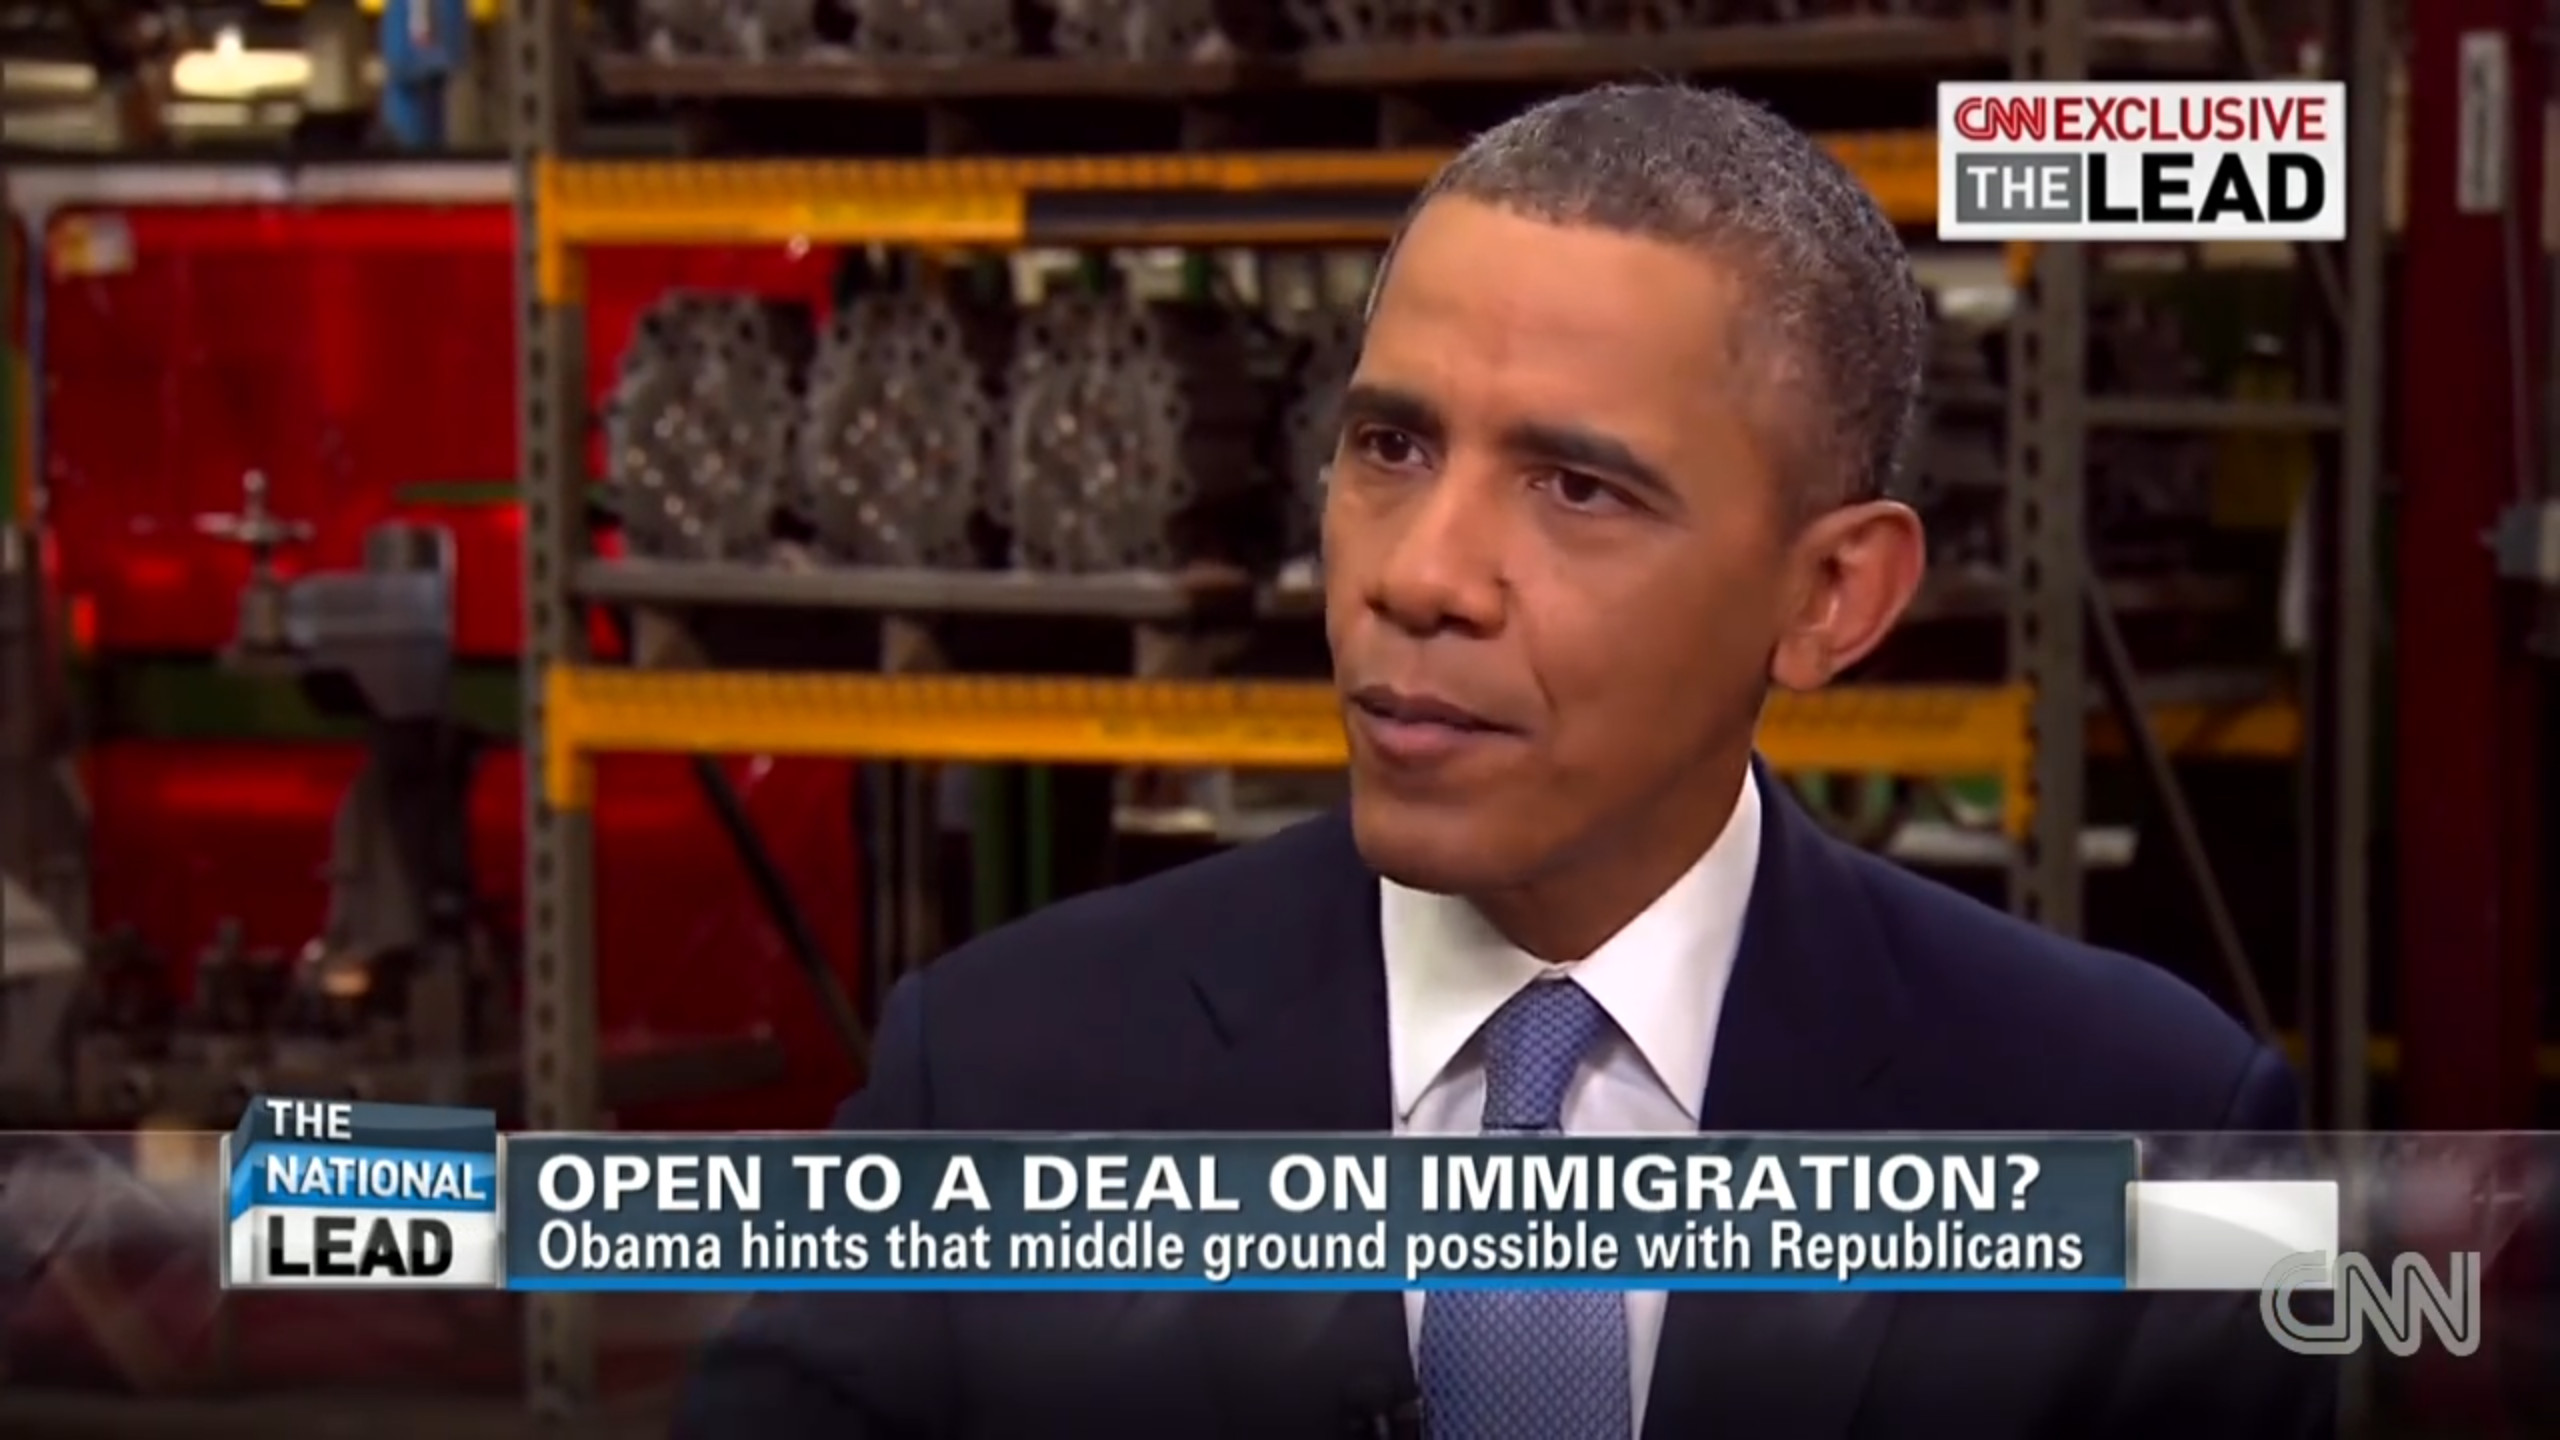 CNN EXCLUSIVE
THE LEAD
THE
NATIONAL
LEAD
OPEN TO A DEAL ON IMMIGRATION?
Obama hints that middle ground possible with Republicans
CNN